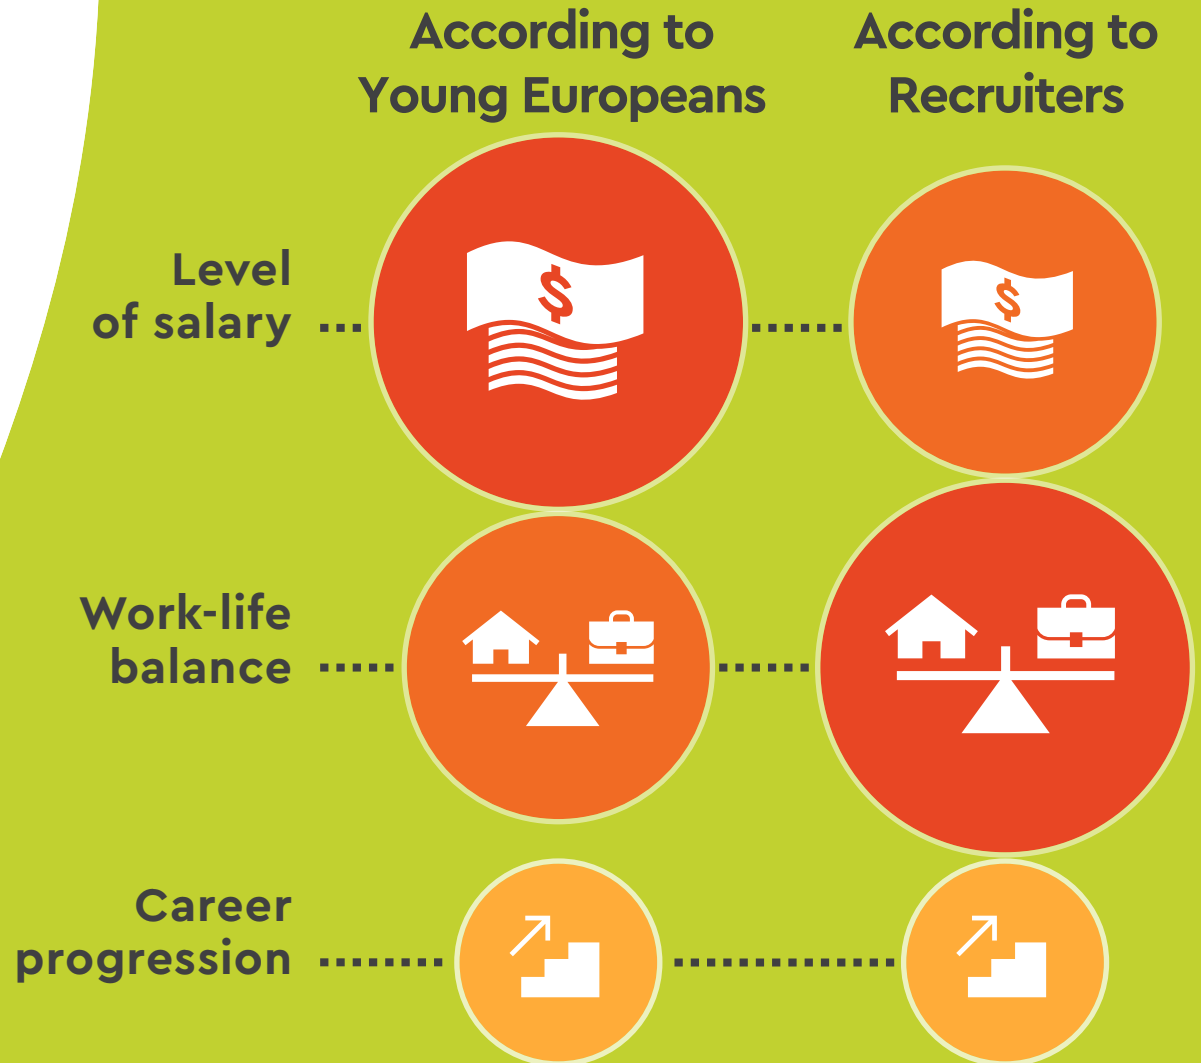 According to
Young Europeans
According to
Recruiters
Level
of salary
$
$
Work-life
balance
Career
progression